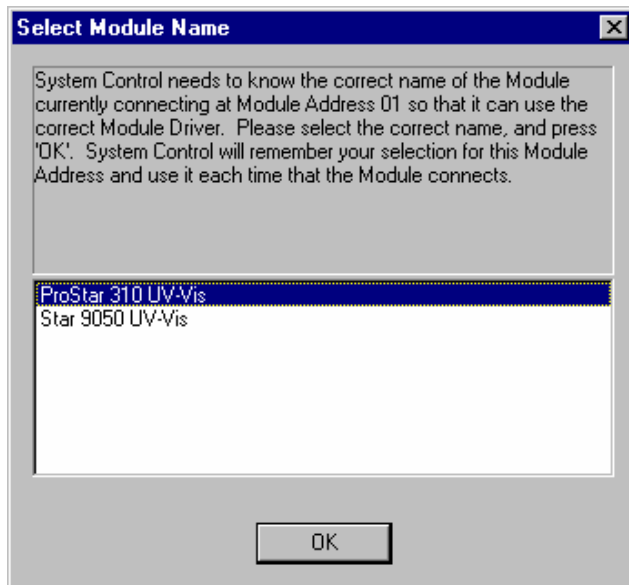 Select Module Name
System Control needs to know the correct name of the Module
currently connecting at Module Address 01 so that it can use the
correct Module Driver.  Please select the correct name, and press
'OK'.  System Control will remember your selection for this Module
Address and use it each time that the Module connects.
ProStar 310 UV-Vis
Star 9050 UV-Vis
OK